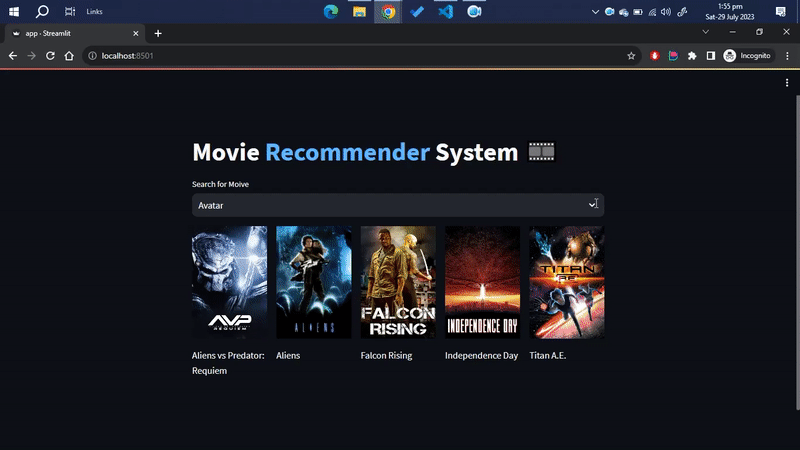 Links
1:55 pm
Sat-29 July 2023
app · Streamlit
localhost:8501
Incognito
Movie Recommender System
Search for Moive
Avatar
AVP
REQUIEM
ALIENS
FALCON
RISING
INDEPENDENCE DAY
TITAN
A.E.
Aliens vs Predator:
Requiem
Aliens
Falcon Rising
Independence Day
Titan A.E.